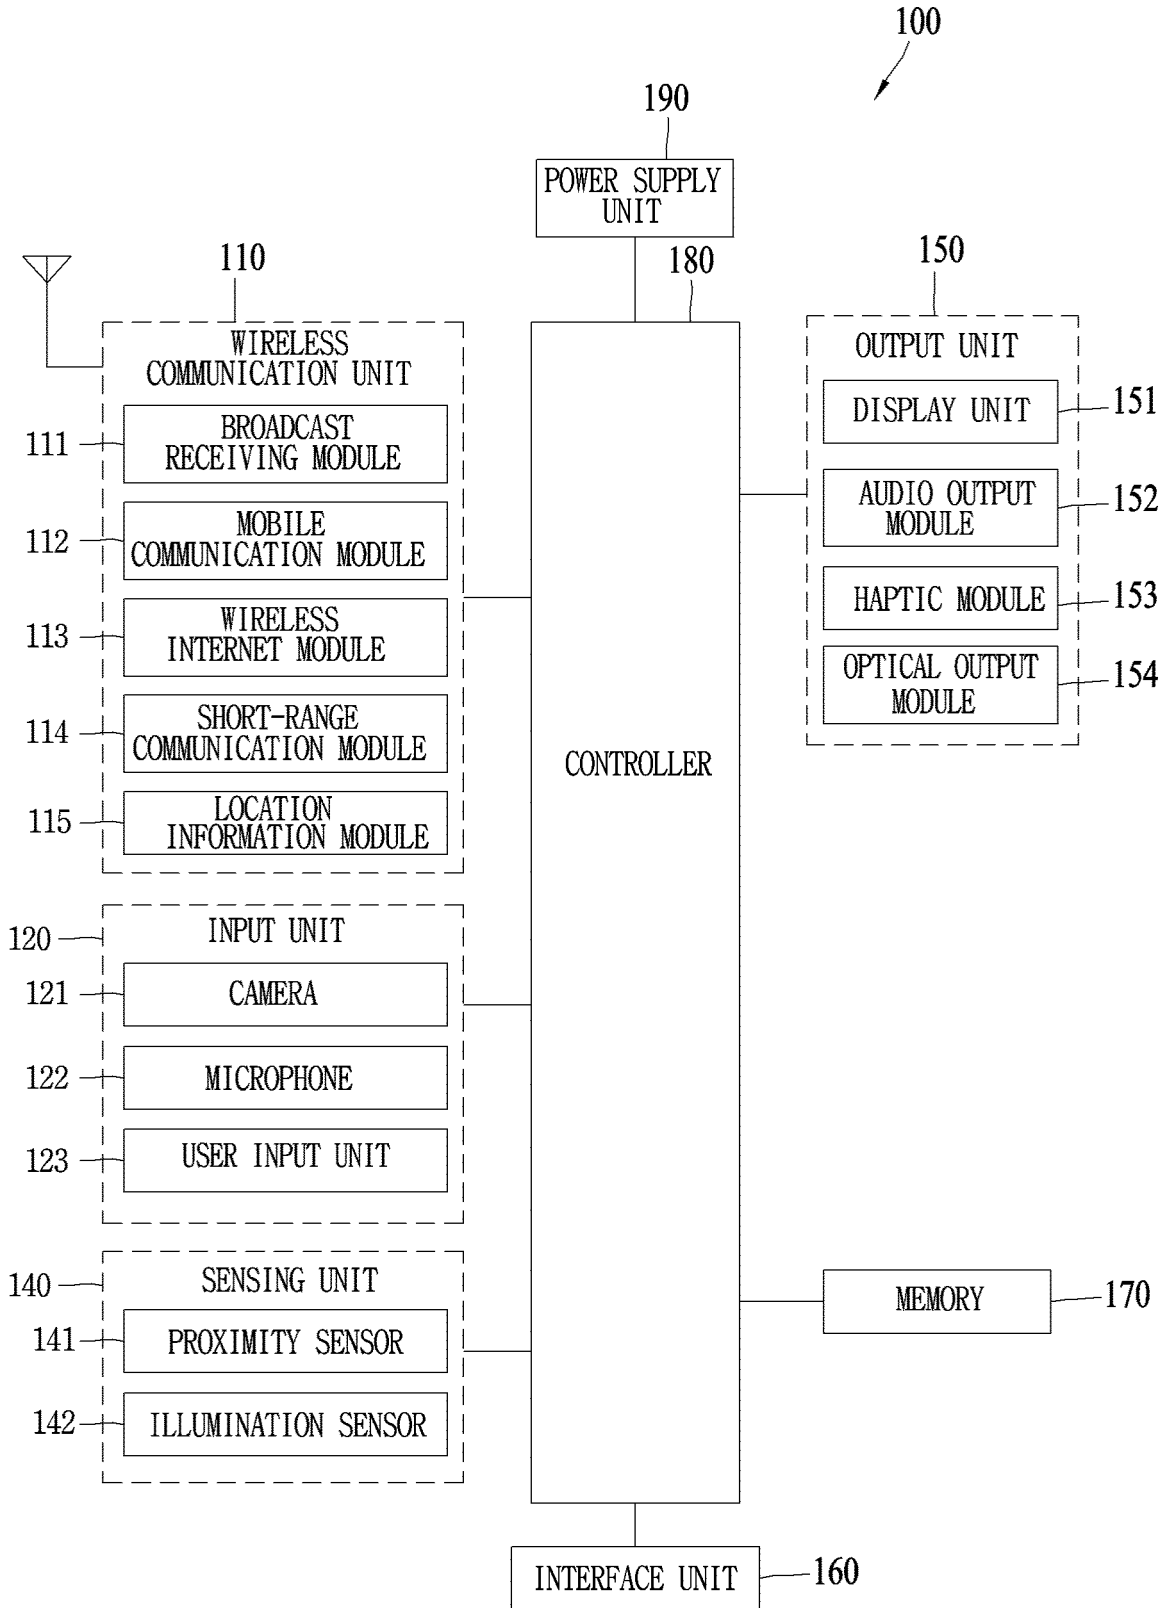 100
190
POWER SUPPLY
UNIT
110
180
150
WIRELESS
COMMUNICATION UNIT
111
BROADCAST
RECEIVING MODULE
112
MOBILE
COMMUNICATION MODULE
113
WIRELESS
INTERNET MODULE
114
SHORT-RANGE
COMMUNICATION MODULE
115
LOCATION
INFORMATION MODULE
120
INPUT UNIT
121
CAMERA
122
MICROPHONE
123
USER INPUT UNIT
140
SENSING UNIT
141
PROXIMITY SENSOR
142
ILLUMINATION SENSOR
CONTROLLER
OUTPUT UNIT
DISPLAY UNIT
151
AUDIO OUTPUT
MODULE
152
HAPTIC MODULE
153
OPTICAL OUTPUT
MODULE
154
MEMORY
170
INTERFACE UNIT
160